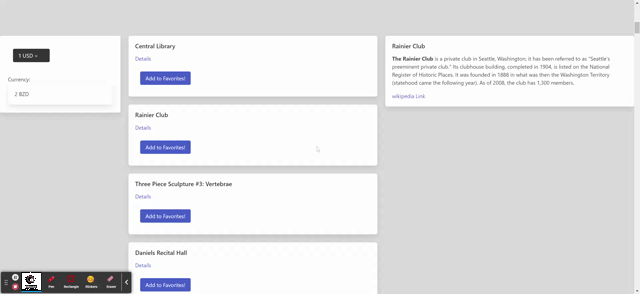 1 USD =
Currency:
2 BZD
Central Library
Details
Add to Favorites!
Rainier Club
Details
Add to Favorites!
Three Piece Sculpture #3: Vertebrae
Details
Add to Favorites!
Daniels Recital Hall
Details
Add to Favorites!
Rainier Club
The Rainier Club is a private club in Seattle, Washington; it has been referred to as "Seattle's
preeminent private club." Its clubhouse building, completed in 1904, is listed on the National
Register of Historic Places. It was founded in 1888 in what was then the Washington Territory
(statehood came the following year). As of 2008, the club has 1,300 members.
wikipedia Link
Pen
Rectangle
Stickers
Eraser